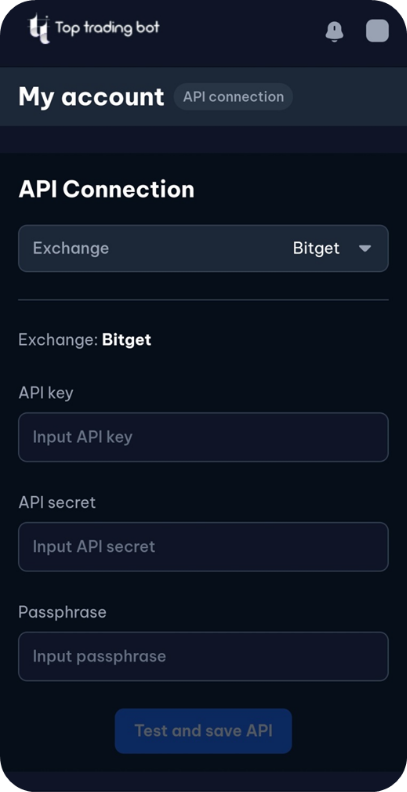 Top trading bot
My account API connection
API Connection
Exchange Bitget
Exchange: Bitget
API key
Input API key
API secret
Input API secret
Passphrase
Input passphrase
Test and save API